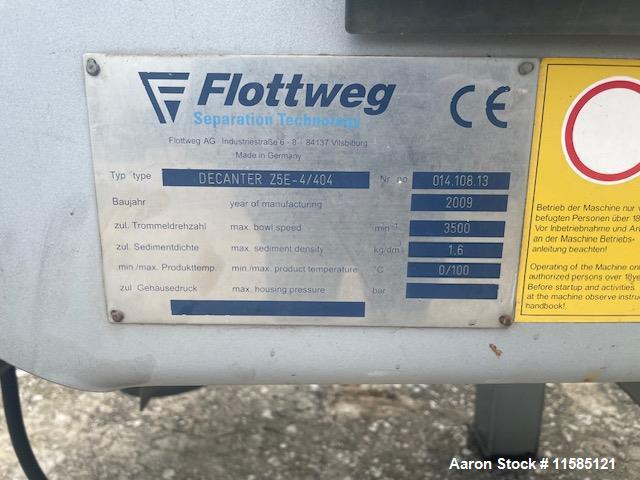 Flottweg
Separation Technology
CE
Flottweg AG Industriestraße 6 - 8 84137 Vilsbiburg
Made in Germany
Typ type DECANTER Z5E-4/404 Nr. no 014.108.13
Baujahr year of manufacturing 2009
zul. Trommeldrehzahl max. bowl speed min⁻¹ 3500
zul. Sedimentdichte max. sediment density kg/dm³ 1,6
min./max. Produkttemp. min./max. product temperature °C 0/100
zul Gehäusedruck max. housing pressure bar
Betrieb der Maschine nur
befugten Personen über 18
Vor Inbetriebnahme und
an der Maschine Betriebs-
anleitung beachten!
Operating of the Machine
authorized persons over
Before startup and activities
at the machine observe
handbook!
Aaron Stock #11585121